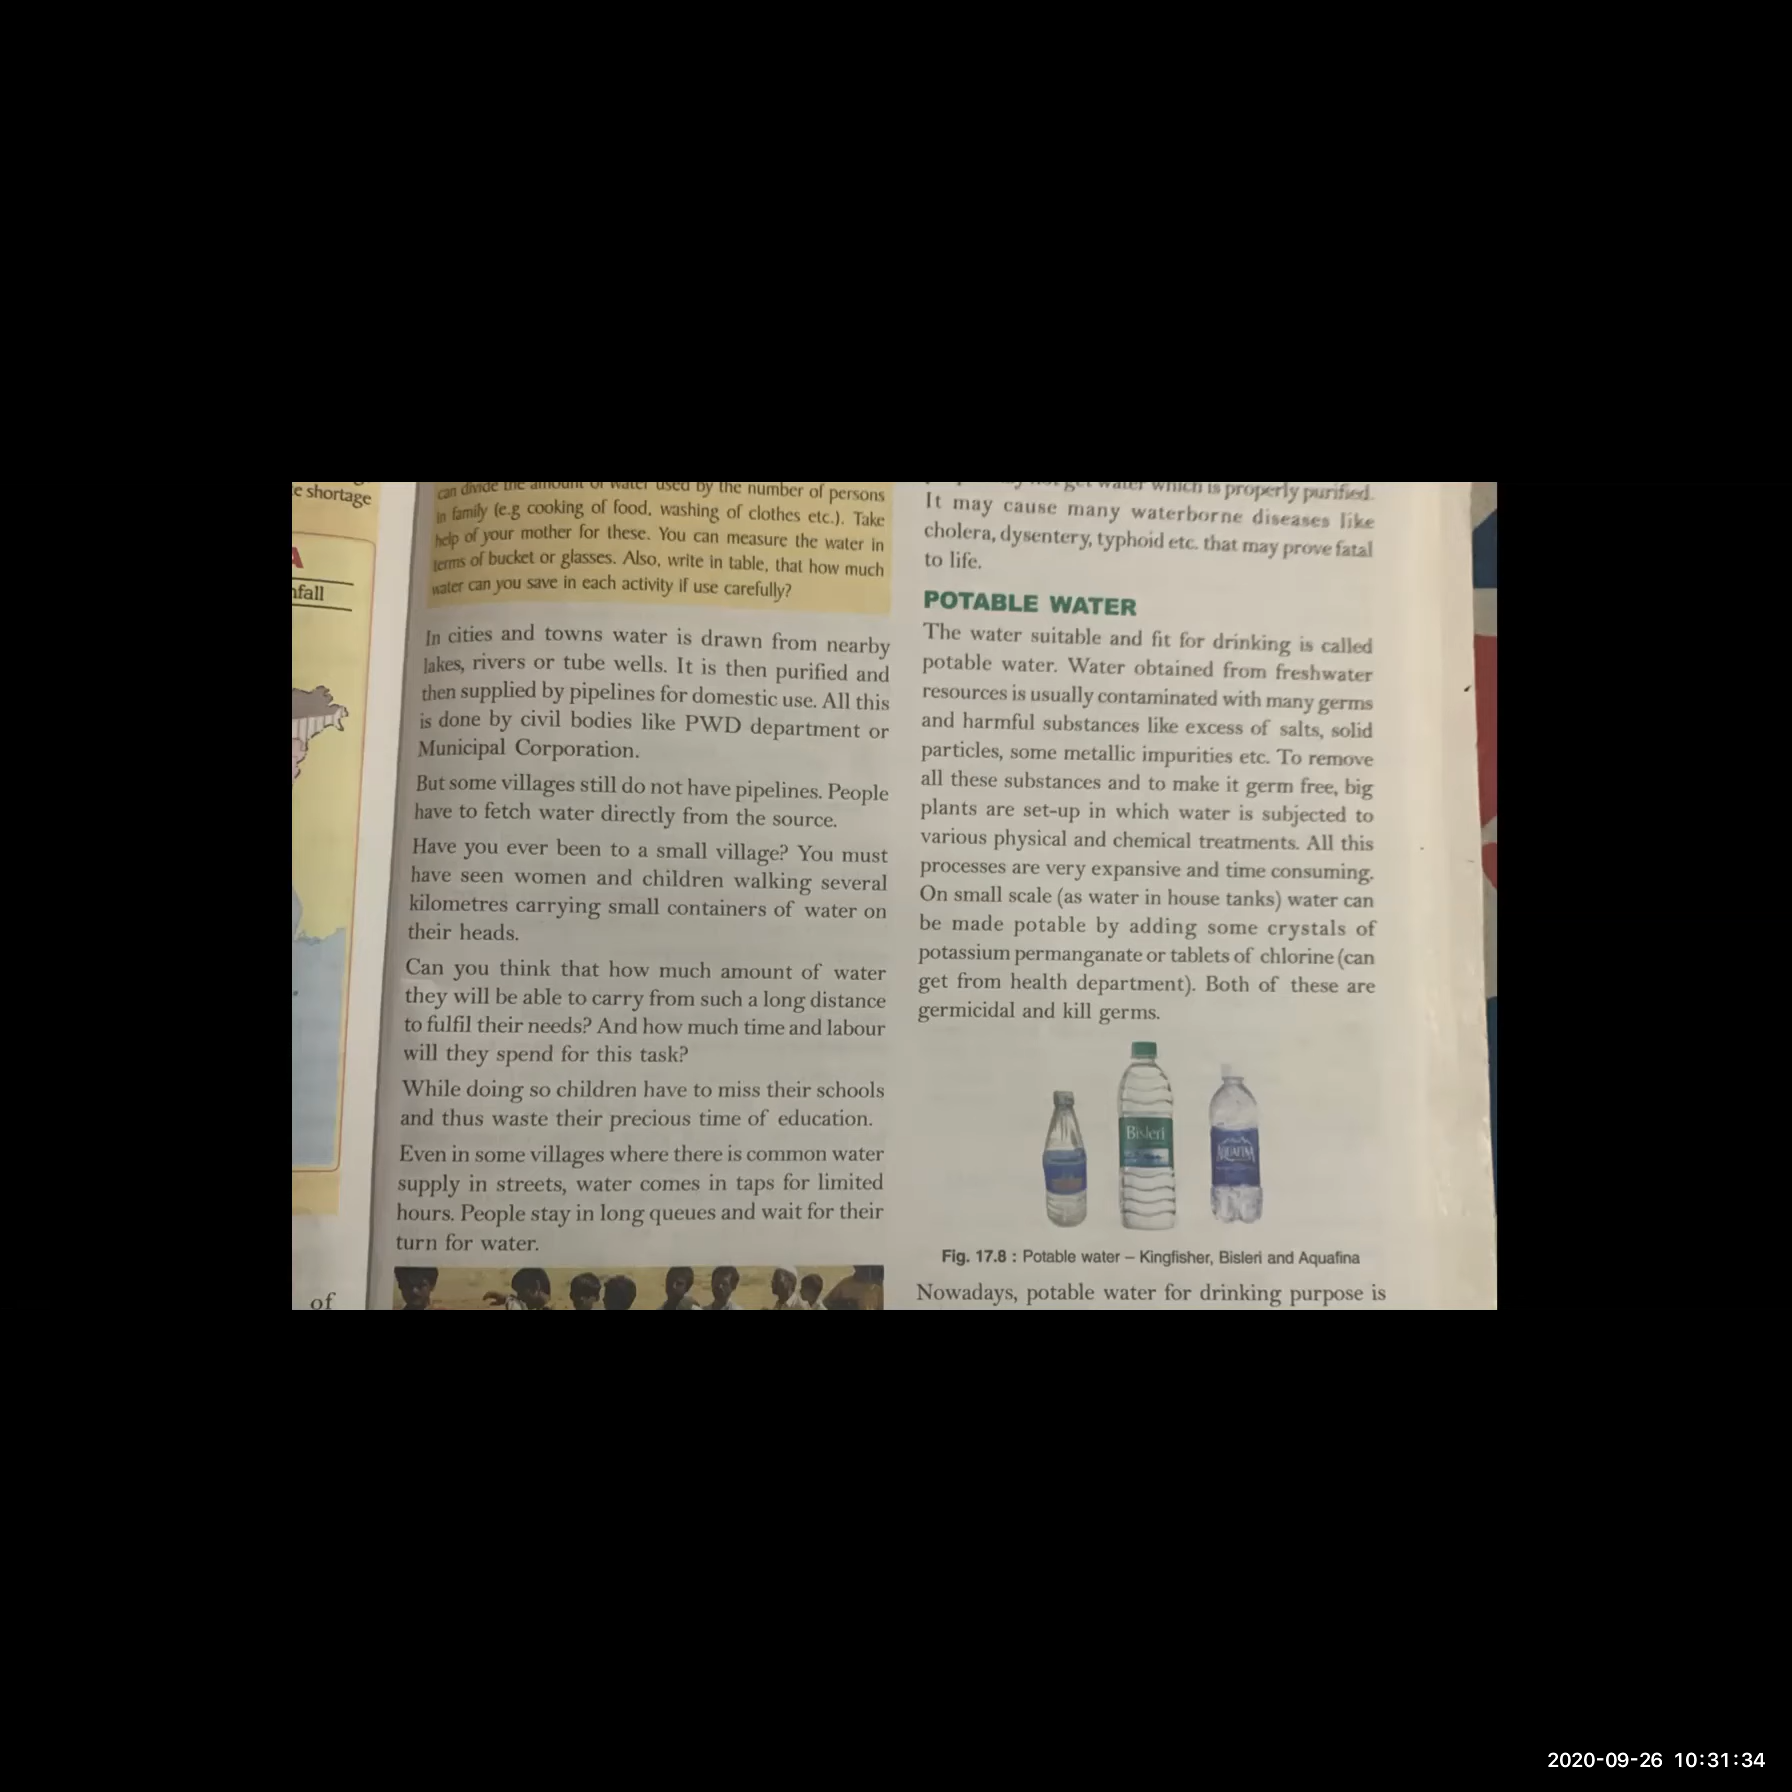 e shortage
A
nfall
of
can divide the amount of water used by the number of persons
in family (e.g cooking of food, washing of clothes etc.). Take
help of your mother for these. You can measure the water in
terms of bucket or glasses. Also, write in table, that how much
water can you save in each activity if use carefully?
In cities and towns water is drawn from nearby
lakes, rivers or tube wells. It is then purified and
then supplied by pipelines for domestic use. All this
is done by civil bodies like PWD department or
Municipal Corporation.
But some villages still do not have pipelines. People
have to fetch water directly from the source.
Have you ever been to a small village? You must
have seen women and children walking several
kilometres carrying small containers of water on
their heads.
Can you think that how much amount of water
they will be able to carry from such a long distance
to fulfil their needs? And how much time and labour
will they spend for this task?
While doing so children have to miss their schools
and thus waste their precious time of education.
Even in some villages where there is common water
supply in streets, water comes in taps for limited
hours. People stay in long queues and wait for their
turn for water.
get water which is properly purified.
It may cause many waterborne diseases like
cholera, dysentery, typhoid etc. that may prove fatal
to life.
POTABLE WATER
The water suitable and fit for drinking is called
potable water. Water obtained from freshwater
resources is usually contaminated with many germs
and harmful substances like excess of salts, solid
particles, some metallic impurities etc. To remove
all these substances and to make it germ free, big
plants are set-up in which water is subjected to
various physical and chemical treatments. All this
processes are very expansive and time consuming.
On small scale (as water in house tanks) water can
be made potable by adding some crystals of
potassium permanganate or tablets of chlorine (can
get from health department). Both of these are
germicidal and kill germs.
Bisleri
AQUAFINA
Fig. 17.8 : Potable water – Kingfisher, Bisleri and Aquafina
Nowadays, potable water for drinking purpose is
2020-09-26 10:31:34